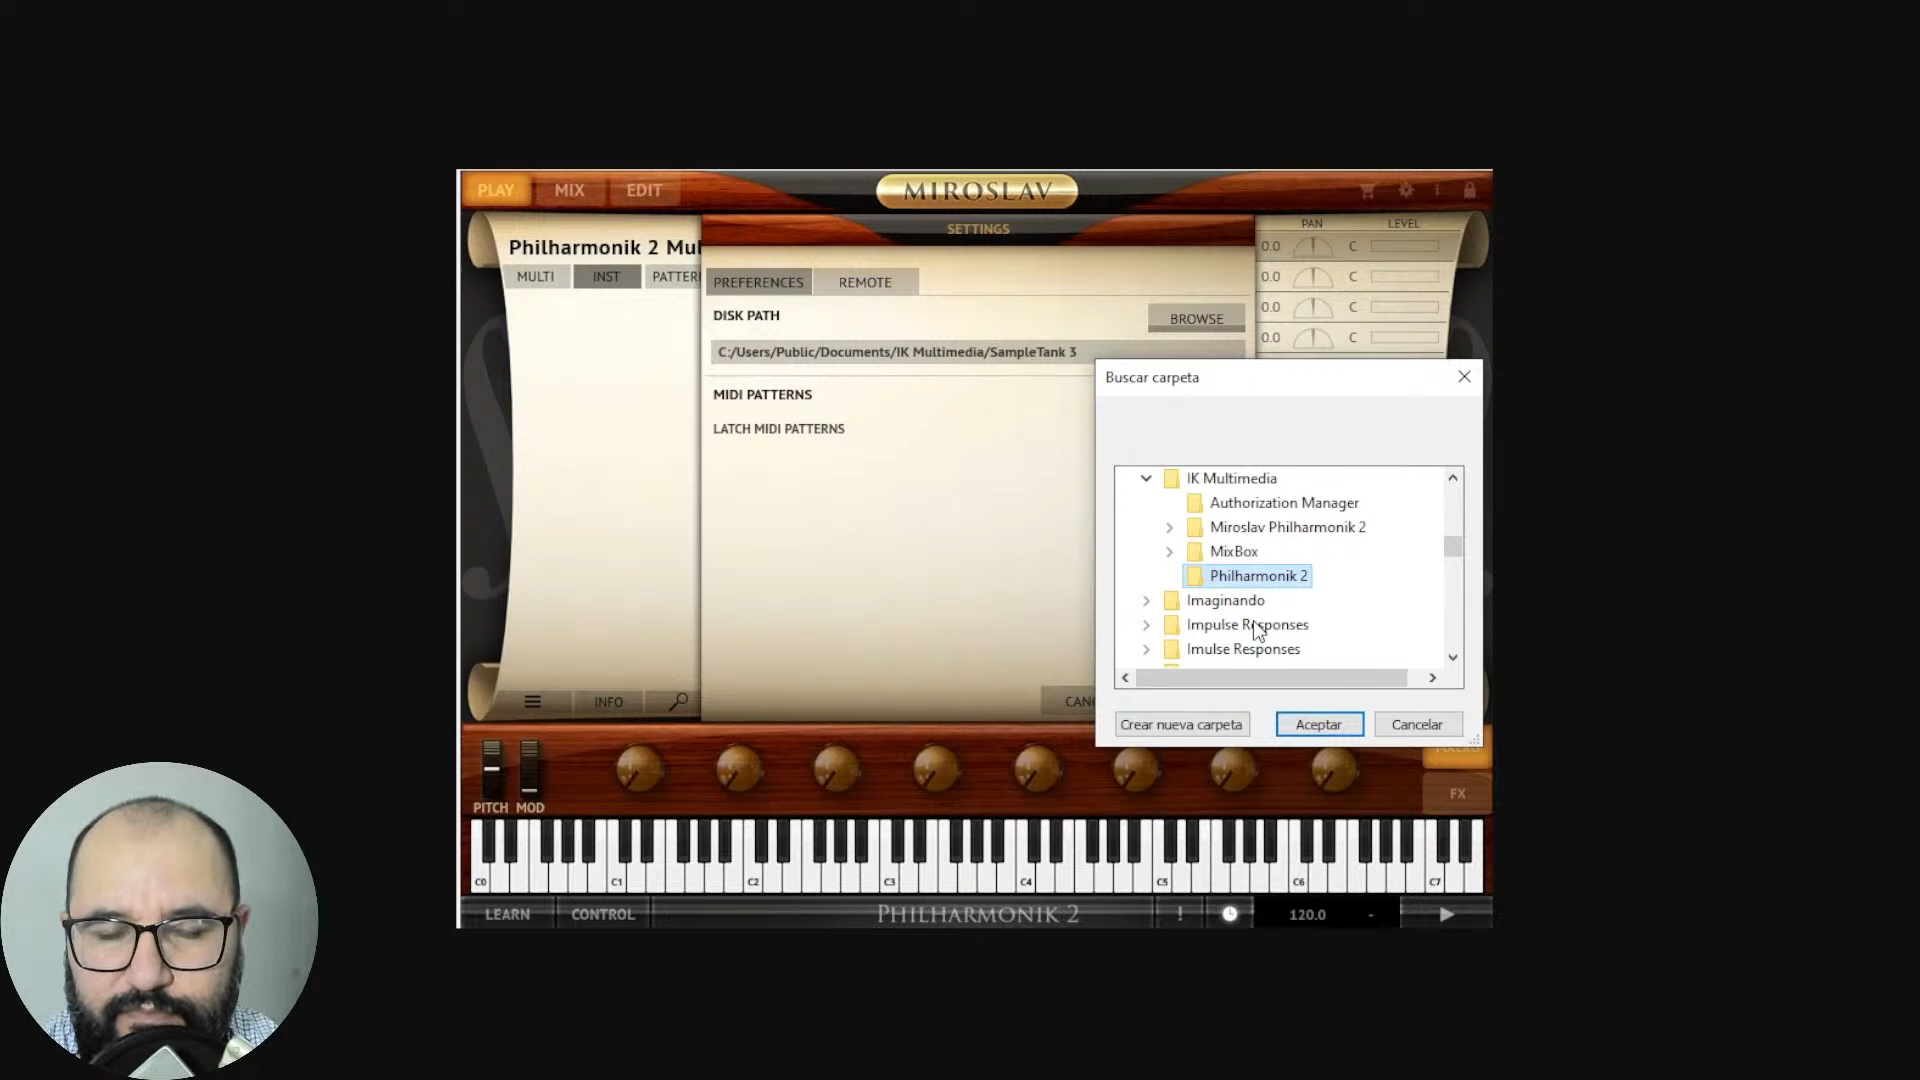 PLAY MIX EDIT MIROSLAV
PAN LEVEL
SETTINGS
Philharmonik 2 Mul
MULTI INST PATTER
PREFERENCES REMOTE
DISK PATH
BROWSE
C:/Users/Public/Documents/IK Multimedia/SampleTank 3
MIDI PATTERNS
LATCH MIDI PATTERNS
0.0 C
0.0 C
0.0 C
0.0 C
Buscar carpeta
IK Multimedia
Authorization Manager
Miroslav Philharmonik 2
MixBox
Philharmonik 2
Imaginando
Impulse Responses
Imulse Responses
INFO
CAN
Crear nueva carpeta Aceptar Cancelar
MACRO
FX
PITCH MOD
C0 C1 C2 C3 C4 C5 C6 C7
LEARN CONTROL PHILHARMONIK 2 ! 120.0 -